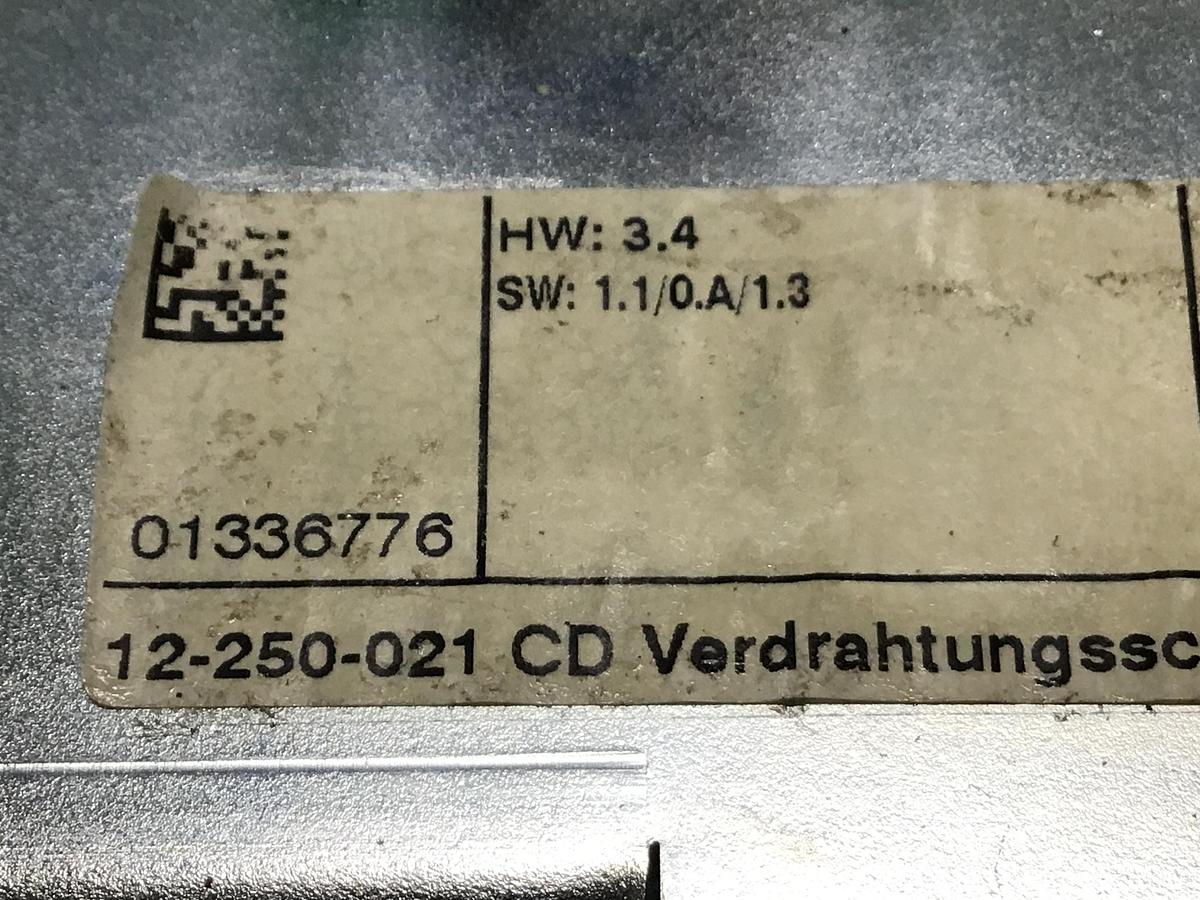 HW: 3.4
SW: 1.1/0.A/1.3
01336776
12-250-021 CD Verdrahtungssc